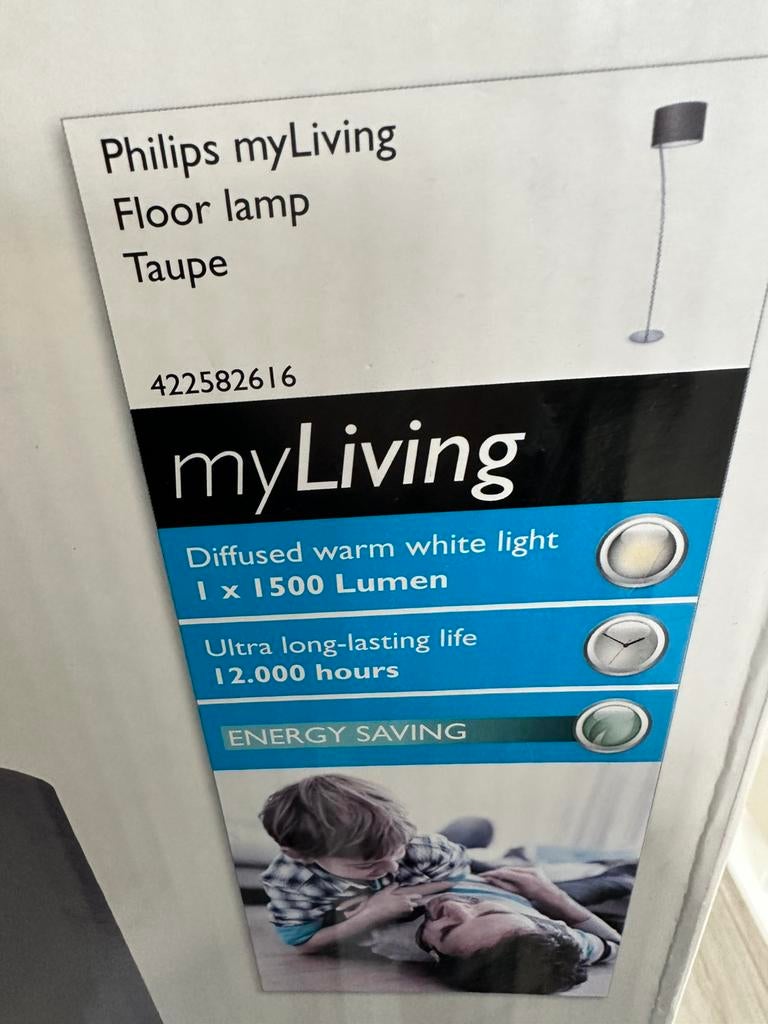 Philips myLiving
Floor lamp
Taupe
422582616
myLiving
Diffused warm white light
1 x 1500 Lumen
Ultra long-lasting life
12.000 hours
ENERGY SAVING